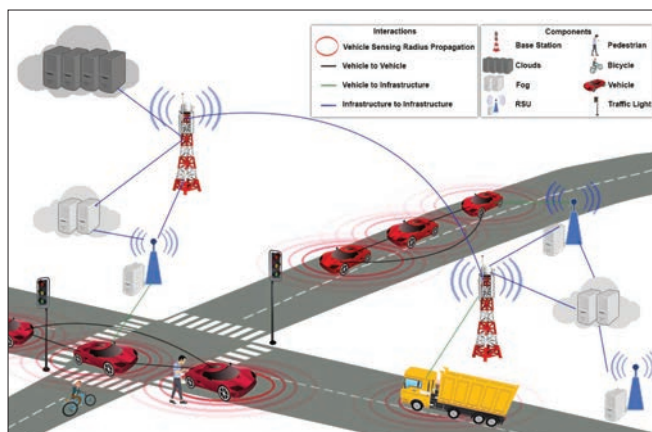 Interactions
Vehicle Sensing Radius Propagation
Vehicle to Vehicle
Vehicle to Infrastructure
Infrastructure to Infrastructure
Components
Base Station
Pedestrian
Clouds
Bicycle
Fog
Vehicle
RSU
Traffic Light